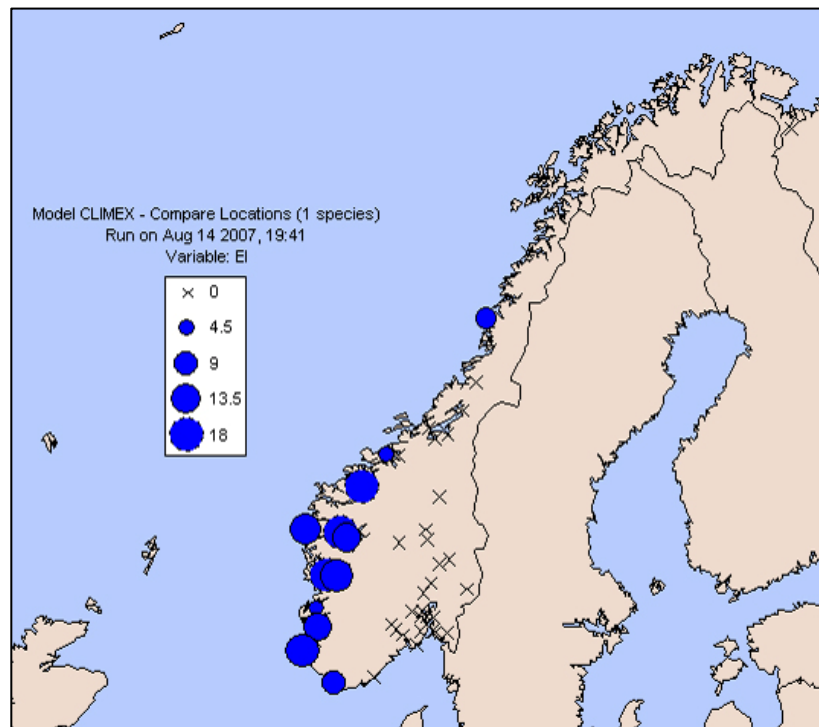 Model CLIMEX - Compare Locations (1 species)
Run on Aug 14 2007, 19:41
Variable: EI
0
4.5
9
13.5
18